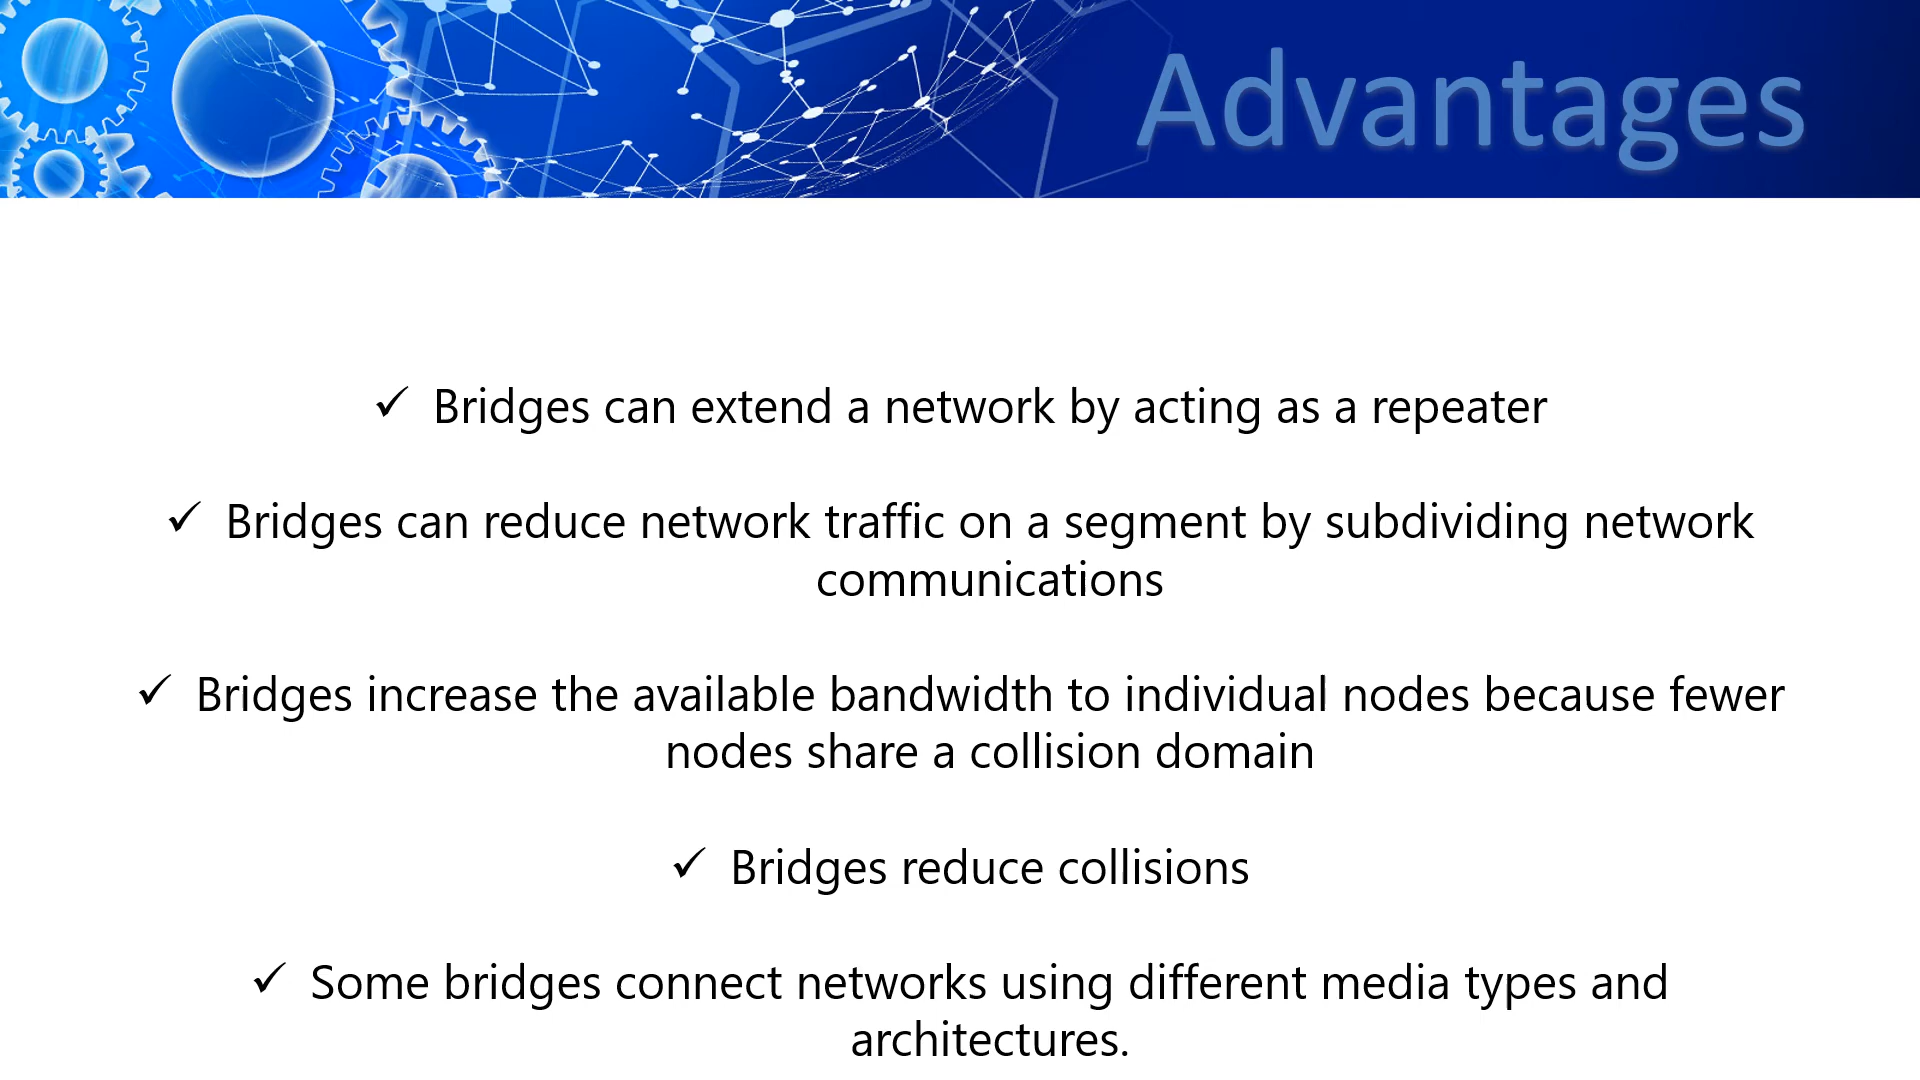 Advantages
✓ Bridges can extend a network by acting as a repeater
✓ Bridges can reduce network traffic on a segment by subdividing network
communications
✓ Bridges increase the available bandwidth to individual nodes because fewer
nodes share a collision domain
✓ Bridges reduce collisions
✓ Some bridges connect networks using different media types and
architectures.